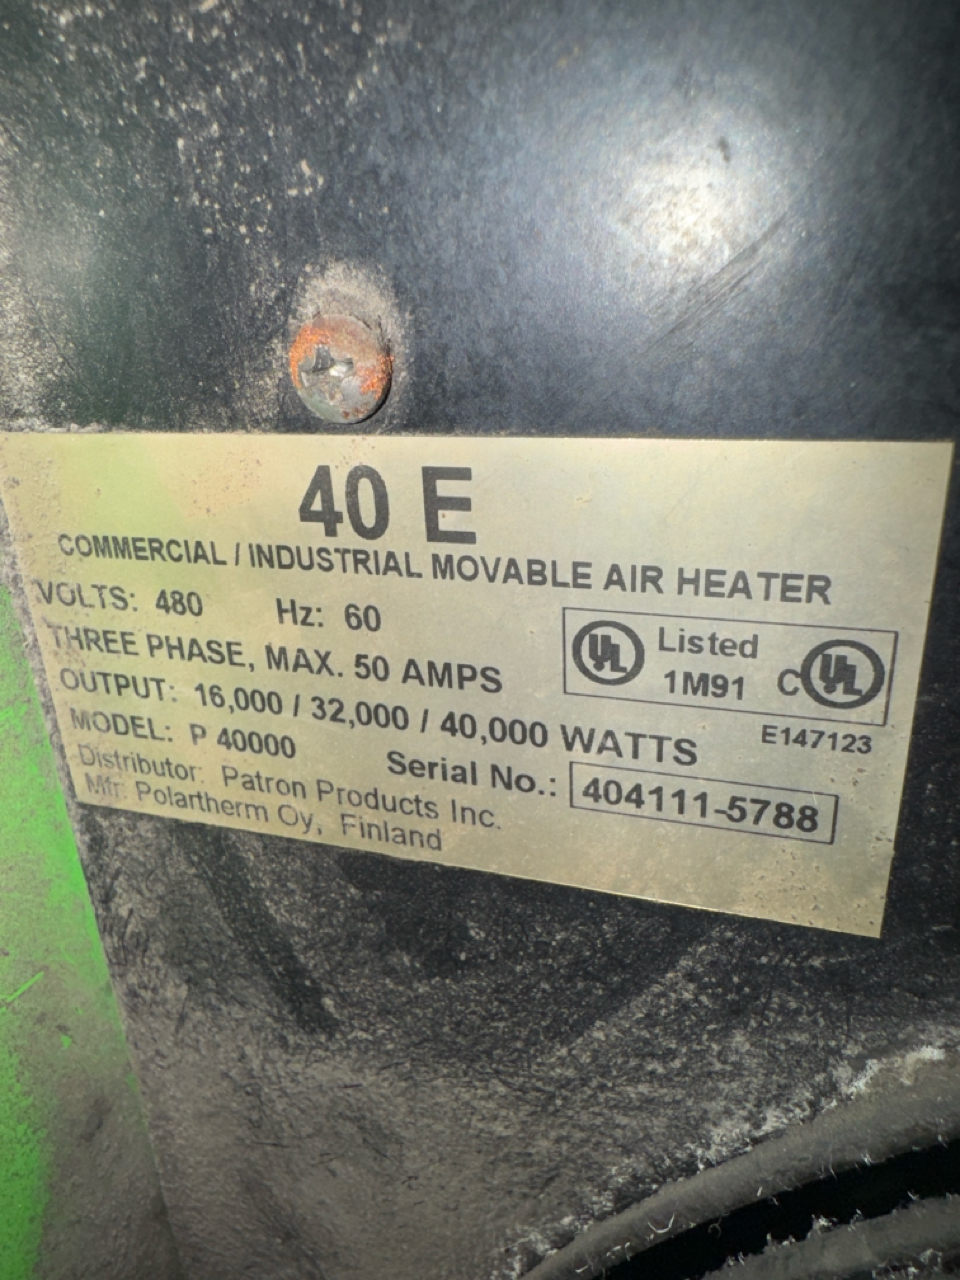 40 E
COMMERCIAL / INDUSTRIAL MOVABLE AIR HEATER
VOLTS: 480 Hz: 60
THREE PHASE, MAX. 50 AMPS
OUTPUT: 16,000 / 32,000 / 40,000 WATTS
MODEL: P 40000
UL Listed C UL
1M91
E147123
Serial No.: 404111-5788
Distributor: Patron Products Inc.
Mfr: Polartherm Oy, Finland